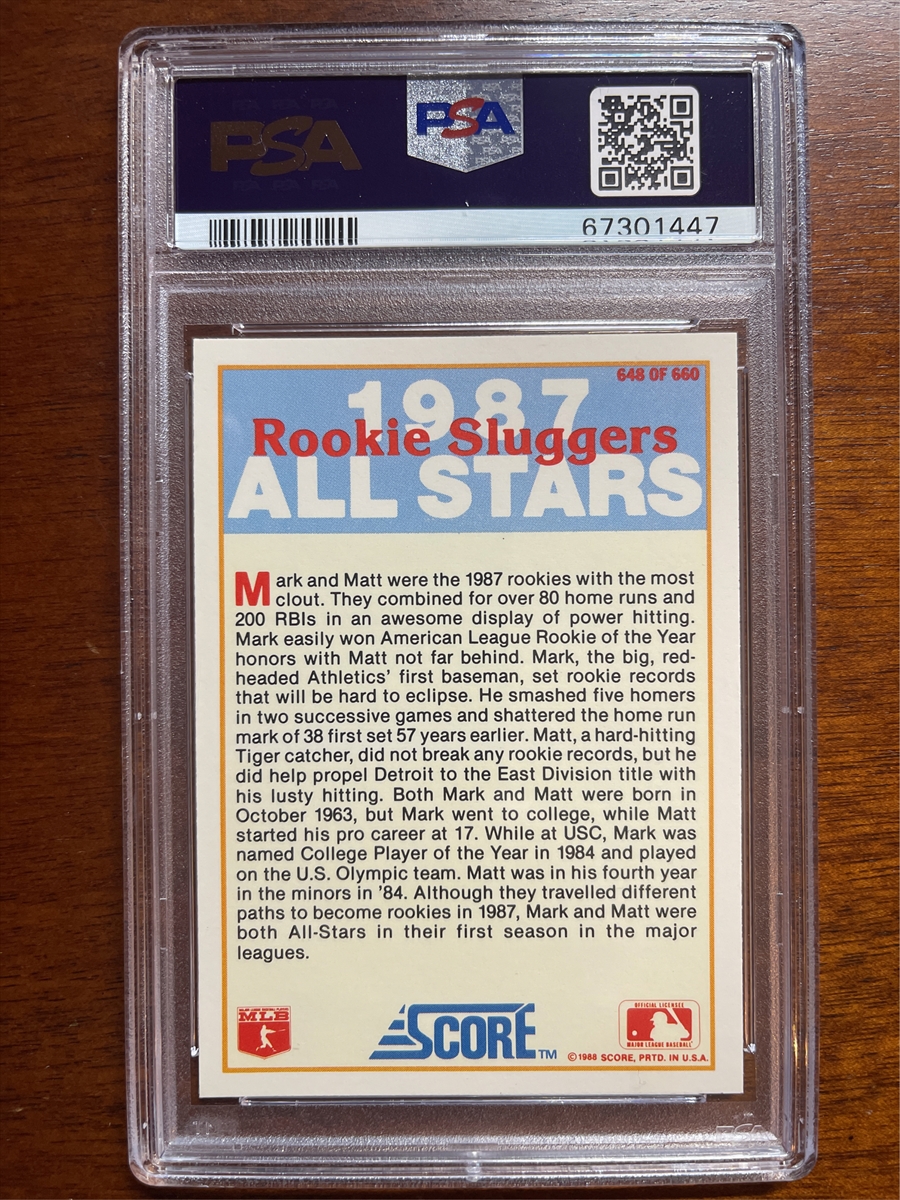 PSA
PSA
67301447
648 OF 660
1987
Rookie Sluggers
ALL STARS
Mark and Matt were the 1987 rookies with the most
clout. They combined for over 80 home runs and
200 RBIs in an awesome display of power hitting.
Mark easily won American League Rookie of the Year
honors with Matt not far behind. Mark, the big, red-
headed Athletics' first baseman, set rookie records
that will be hard to eclipse. He smashed five homers
in two successive games and shattered the home run
mark of 38 first set 57 years earlier. Matt, a hard-hitting
Tiger catcher, did not break any rookie records, but he
did help propel Detroit to the East Division title with
his lusty hitting. Both Mark and Matt were born in
October 1963, but Mark went to college, while Matt
started his pro career at 17. While at USC, Mark was
named College Player of the Year in 1984 and played
on the U.S. Olympic team. Matt was in his fourth year
in the minors in '84. Although they travelled different
paths to become rookies in 1987, Mark and Matt were
both All-Stars in their first season in the major
leagues.
MLB
SCORE TM
OFFICIAL LICENSEE
MAJOR LEAGUE BASEBALL
©1988 SCORE, PRTD. IN U.S.A.